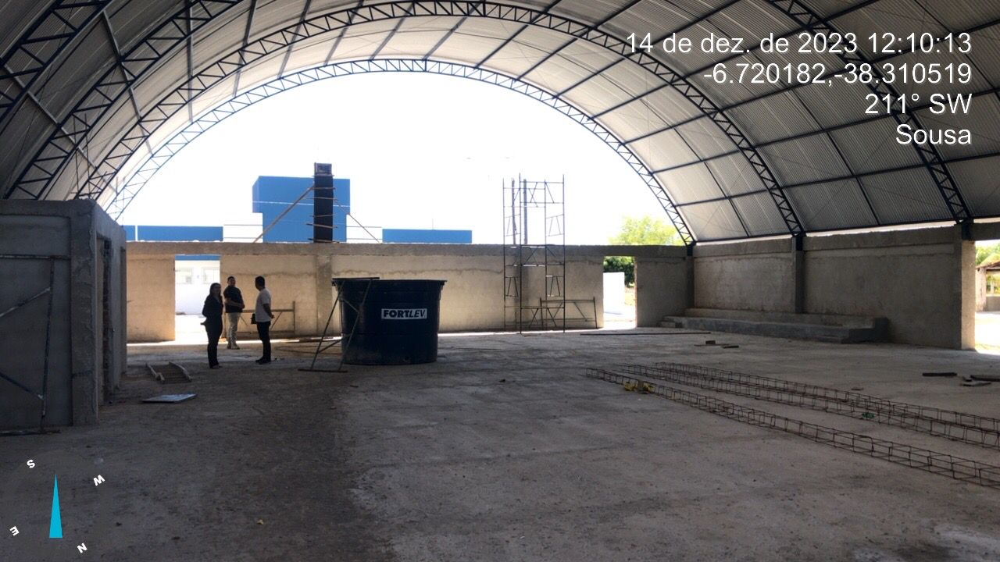 14 de dez. de 2023 12:10:13
-6.720182,-38.310519
211° SW
Sousa
FORTLEV
S
W
E
N